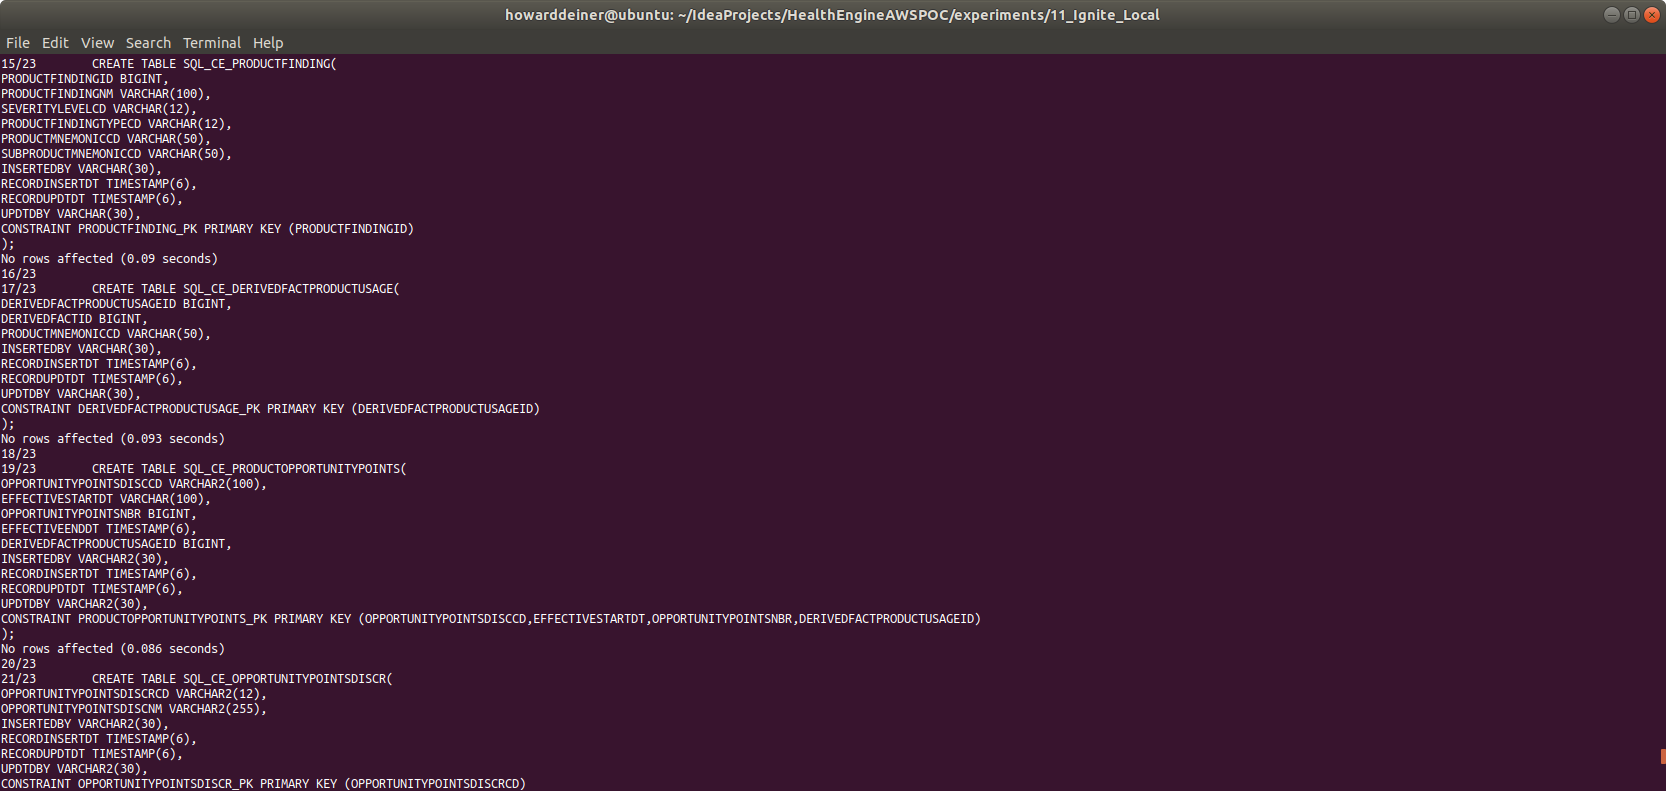 howarddeiner@ubuntu: ~/IdeaProjects/HealthEngineAWSPOC/experiments/11_Ignite_Local
File Edit View Search Terminal Help
15/23        CREATE TABLE SQL_CE_PRODUCTFINDING(
PRODUCTFINDINGID BIGINT,
PRODUCTFINDINGNM VARCHAR(100),
SEVERITYLEVELCD VARCHAR(12),
PRODUCTFINDINGTYPECD VARCHAR(12),
PRODUCTMNEMONICCD VARCHAR(50),
SUBPRODUCTMNEMONICCD VARCHAR(50),
INSERTEDBY VARCHAR(30),
RECORDINSERTDT TIMESTAMP(6),
RECORDUPDTDT TIMESTAMP(6),
UPDTDBY VARCHAR(30),
CONSTRAINT PRODUCTFINDING_PK PRIMARY KEY (PRODUCTFINDINGID)
);
No rows affected (0.09 seconds)
16/23
17/23        CREATE TABLE SQL_CE_DERIVEDFACTPRODUCTUSAGE(
DERIVEDFACTPRODUCTUSAGEID BIGINT,
DERIVEDFACTID BIGINT,
PRODUCTMNEMONICCD VARCHAR(50),
INSERTEDBY VARCHAR(30),
RECORDINSERTDT TIMESTAMP(6),
RECORDUPDTDT TIMESTAMP(6),
UPDTDBY VARCHAR(30),
CONSTRAINT DERIVEDFACTPRODUCTUSAGE_PK PRIMARY KEY (DERIVEDFACTPRODUCTUSAGEID)
);
No rows affected (0.093 seconds)
18/23
19/23        CREATE TABLE SQL_CE_PRODUCTOPPORTUNITYPOINTS(
OPPORTUNITYPOINTSDISCCD VARCHAR2(100),
EFFECTIVESTARTDT VARCHAR(100),
OPPORTUNITYPOINTSNBR BIGINT,
EFFECTIVEENDDT TIMESTAMP(6),
DERIVEDFACTPRODUCTUSAGEID BIGINT,
INSERTEDBY VARCHAR2(30),
RECORDINSERTDT TIMESTAMP(6),
RECORDUPDTDT TIMESTAMP(6),
UPDTDBY VARCHAR2(30),
CONSTRAINT PRODUCTOPPORTUNITYPOINTS_PK PRIMARY KEY (OPPORTUNITYPOINTSDISCCD,EFFECTIVESTARTDT,OPPORTUNITYPOINTSNBR,DERIVEDFACTPRODUCTUSAGEID)
);
No rows affected (0.086 seconds)
20/23
21/23        CREATE TABLE SQL_CE_OPPORTUNITYPOINTSDISCR(
OPPORTUNITYPOINTSDISCRCD VARCHAR2(12),
OPPORTUNITYPOINTSDISCNM VARCHAR2(255),
INSERTEDBY VARCHAR2(30),
RECORDINSERTDT TIMESTAMP(6),
RECORDUPDTDT TIMESTAMP(6),
UPDTDBY VARCHAR2(30),
CONSTRAINT OPPORTUNITYPOINTSDISCR_PK PRIMARY KEY (OPPORTUNITYPOINTSDISCRCD)